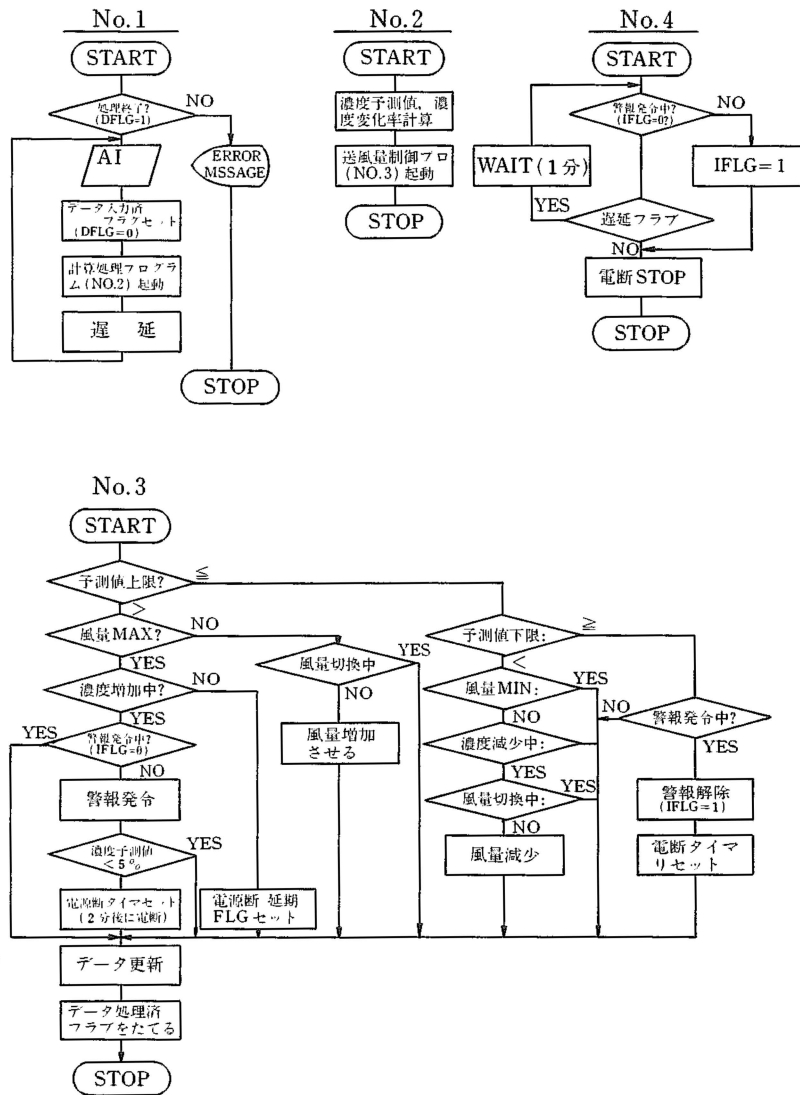 No.1
START
処理終了?
(DFLG=1)
NO
AI
ERROR
MSSAGE
データ入力済
フラグセット
(DFLG=0)
計算処理プログラ
ム(NO.2) 起動
遅 延
STOP
No.2
START
濃度予測値, 濃
度変化率計算
送風量制御プロ
(NO.3) 起動
STOP
No.4
START
警報発令中?
(IFLG=0?)
NO
WAIT(1分)
IFLG=1
YES
遅延フラブ
NO
電断STOP
STOP
No.3
START
予測値上限?
≦
>
風量MAX?
NO
YES
濃度増加中?
NO
YES
YES
警報発令中?
(IFLG=0)
NO
警報発令
濃度予測値
<5%
YES
電源断タイマセット
(2分後に電断)
電源断 延期
FLGセット
風量切換中
YES
NO
風量増加
させる
予測値下限:
≧
<
風量MIN:
YES
NO
濃度減少中:
YES
風量切換中:
YES
NO
風量減少
NO
警報発令中?
YES
警報解除
(IFLG=1)
電断タイマ
リセット
データ更新
データ処理済
フラブをたてる
STOP